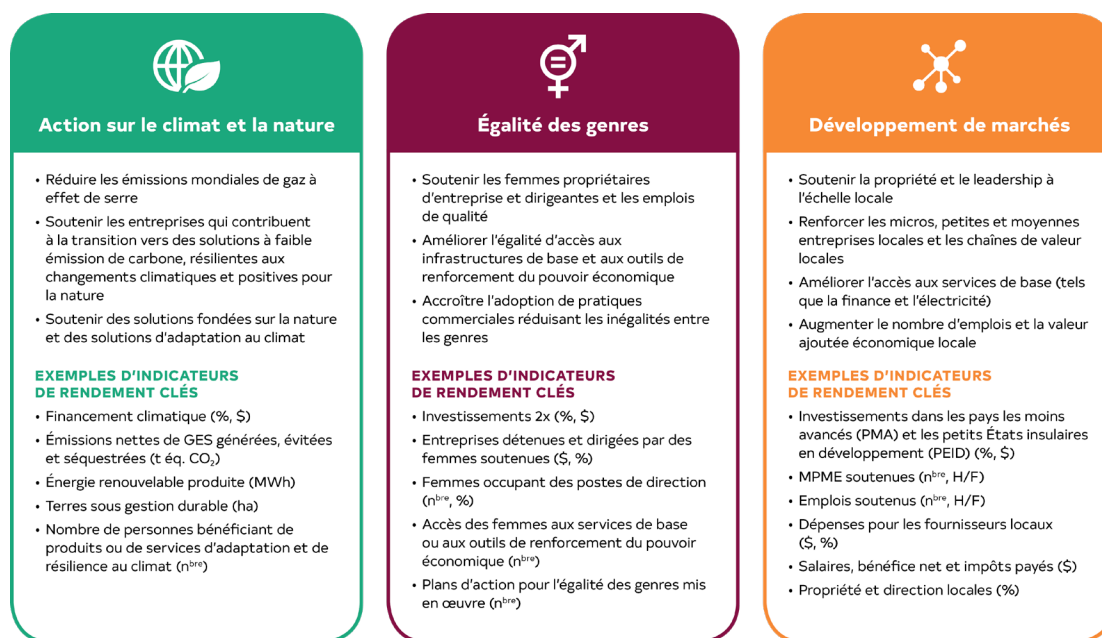 Action sur le climat et la nature
• Réduire les émissions mondiales de gaz à
effet de serre
• Soutenir les entreprises qui contribuent
à la transition vers des solutions à faible
émission de carbone, résilientes aux
changements climatiques et positives pour
la nature
• Soutenir des solutions fondées sur la nature
et des solutions d’adaptation au climat
EXEMPLES D’INDICATEURS
DE RENDEMENT CLÉS
• Financement climatique (%, $)
• Émissions nettes de GES générées, évitées
et séquestrées (t éq. CO₂)
• Énergie renouvelable produite (MWh)
• Terres sous gestion durable (ha)
• Nombre de personnes bénéficiant de
produits ou de services d’adaptation et de
résilience au climat (nᵇʳᵉ)
Égalité des genres
• Soutenir les femmes propriétaires
d’entreprise et dirigeantes et les emplois
de qualité
• Améliorer l’égalité d’accès aux
infrastructures de base et aux outils de
renforcement du pouvoir économique
• Accroître l’adoption de pratiques
commerciales réduisant les inégalités entre
les genres
EXEMPLES D’INDICATEURS
DE RENDEMENT CLÉS
• Investissements 2x (%, $)
• Entreprises détenues et dirigées par des
femmes soutenues ($, %)
• Femmes occupant des postes de direction
(nᵇʳᵉ, %)
• Accès des femmes aux services de base
ou aux outils de renforcement du pouvoir
économique (nᵇʳᵉ)
• Plans d’action pour l’égalité des genres mis
en œuvre (nᵇʳᵉ)
Développement de marchés
• Soutenir la propriété et le leadership à
l’échelle locale
• Renforcer les micros, petites et moyennes
entreprises locales et les chaînes de valeur
locales
• Améliorer l’accès aux services de base (tels
que la finance et l’électricité)
• Augmenter le nombre d’emplois et la valeur
ajoutée économique locale
EXEMPLES D’INDICATEURS
DE RENDEMENT CLÉS
• Investissements dans les pays les moins
avancés (PMA) et les petits États insulaires
en développement (PEID) (%, $)
• MPME soutenues (nᵇʳᵉ, H/F)
• Emplois soutenus (nᵇʳᵉ, H/F)
• Dépenses pour les fournisseurs locaux
($, %)
• Salaires, bénéfice net et impôts payés ($)
• Propriété et direction locales (%)